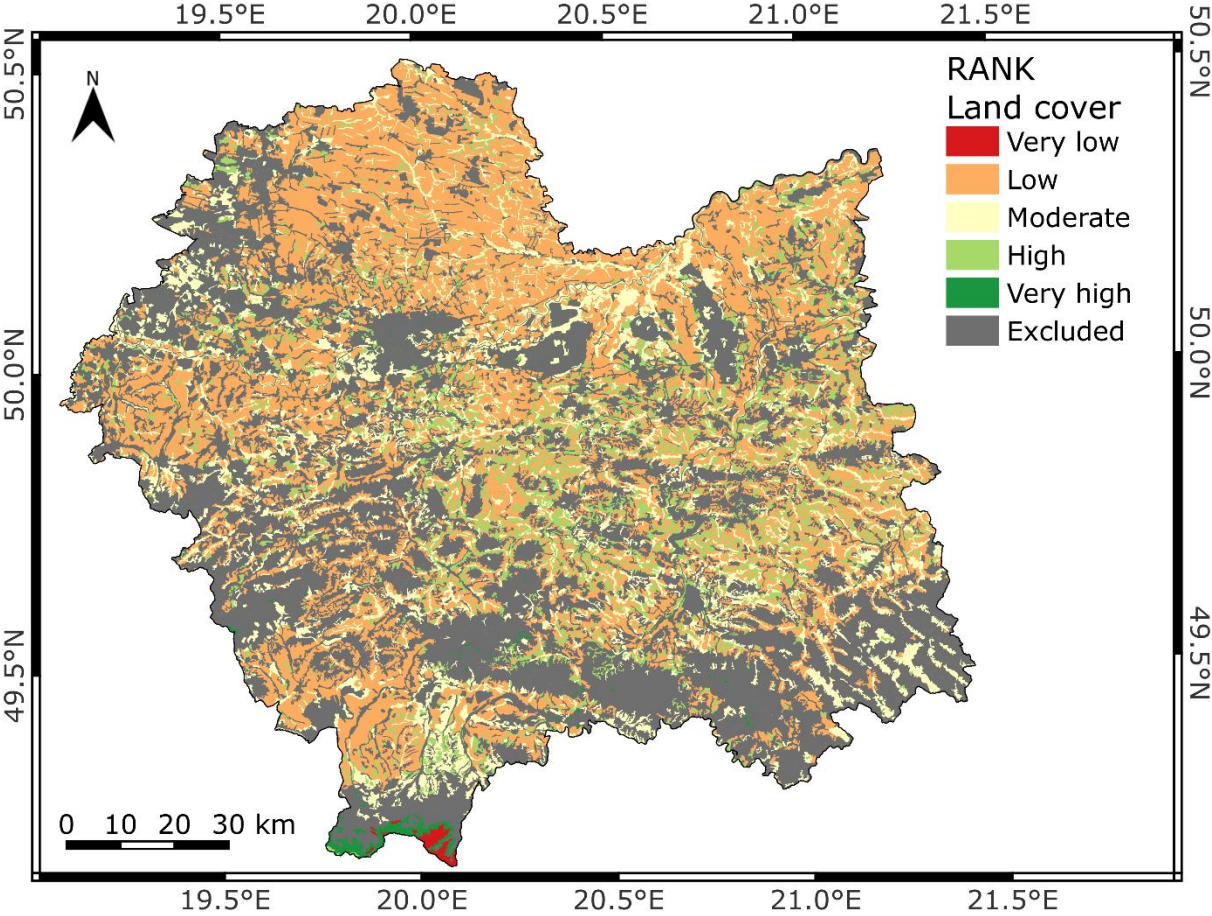 19.5°E 20.0°E 20.5°E 21.0°E 21.5°E
50.5°N
50.5°N
N
RANK
Land cover
Very low
Low
Moderate
High
Very high
Excluded
50.0°N
50.0°N
49.5°N
49.5°N
0 10 20 30 km
19.5°E 20.0°E 20.5°E 21.0°E 21.5°E